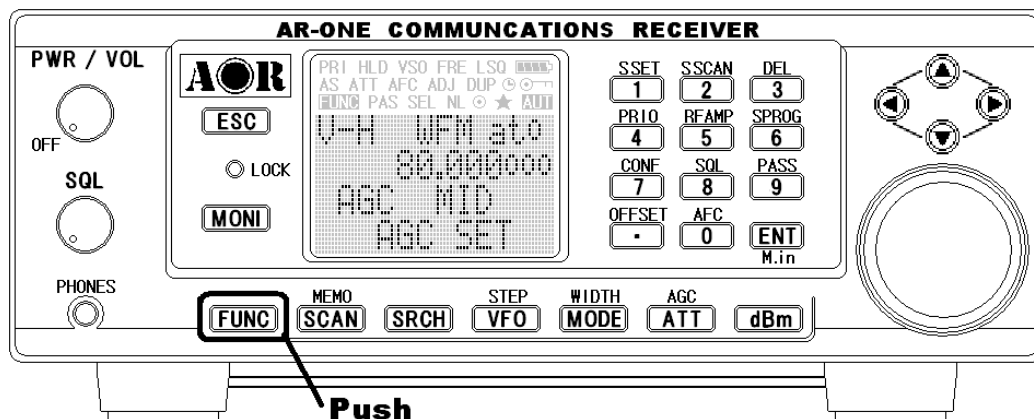 AR-ONE COMMUNCATIONS RECEIVER
PWR / VOL
OFF
SQL
PHONES
AOR
ESC
LOCK
MONI
PRI HLD VSO FRE LSQ
AS ATT AFC ADJ DUP
FUNC PAS SEL NL AUT
V-H WFM ato
80.000000
AGC MID
AGC SET
SSET SSCAN DEL
1 2 3
PRIO RFAMP SPROG
4 5 6
CONF SQL PASS
7 8 9
OFFSET AFC
. 0 ENT
M.in
MEMO STEP WIDTH AGC
FUNC SCAN SRCH VFO MODE ATT dBm
Push